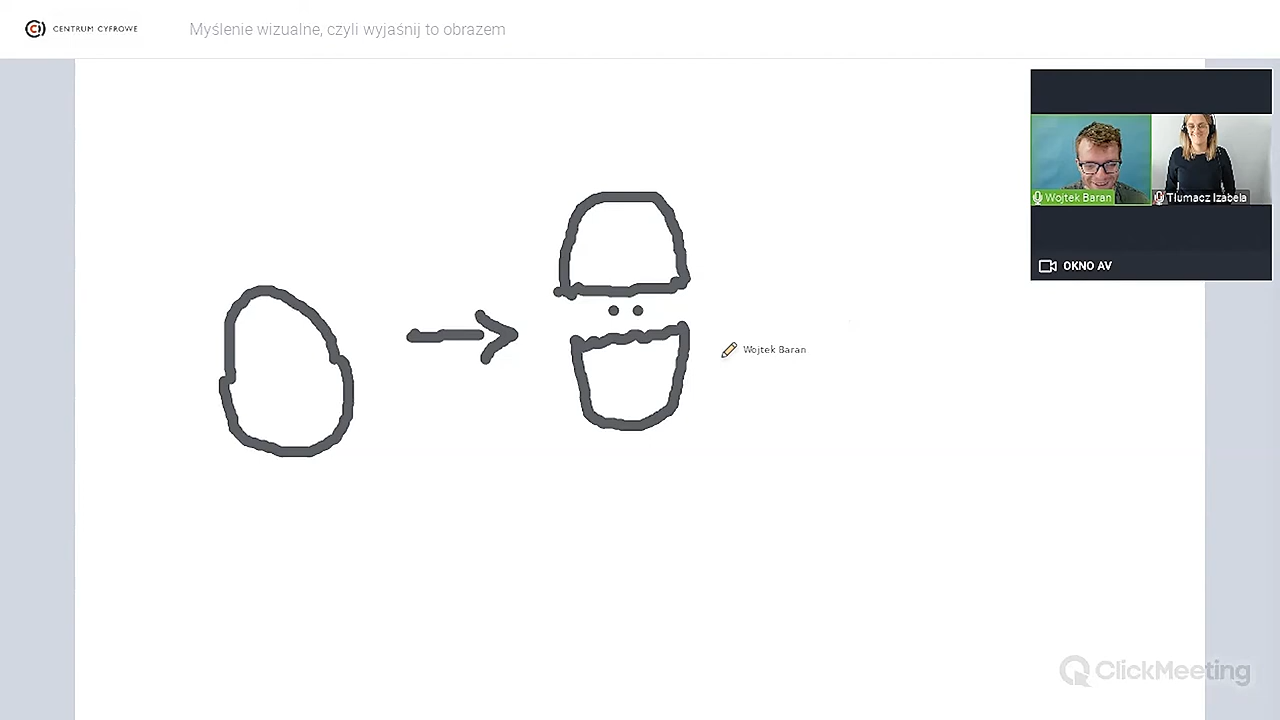 CENTRUM CYFROWE
Myślenie wizualne, czyli wyjaśnij to obrazem
Wojtek Baran
Tłumacz Izabela
OKNO AV
Wojtek Baran
ClickMeeting